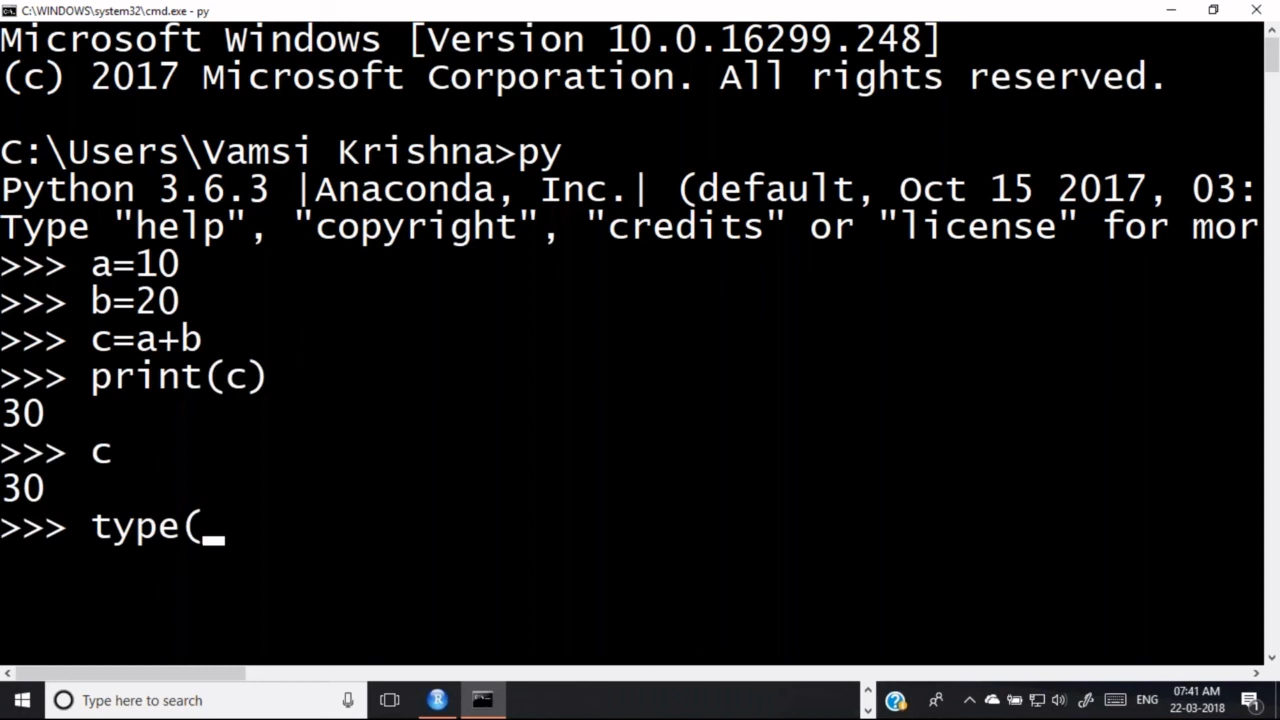 C:\WINDOWS\system32\cmd.exe - py
Microsoft Windows [Version 10.0.16299.248]
(c) 2017 Microsoft Corporation. All rights reserved.
C:\Users\Vamsi Krishna>py
Python 3.6.3 |Anaconda, Inc.| (default, Oct 15 2017, 03:
Type "help", "copyright", "credits" or "license" for mor
>>> a=10
>>> b=20
>>> c=a+b
>>> print(c)
30
>>> c
30
>>> type(
Type here to search
R
ENG
07:41 AM
22-03-2018
1